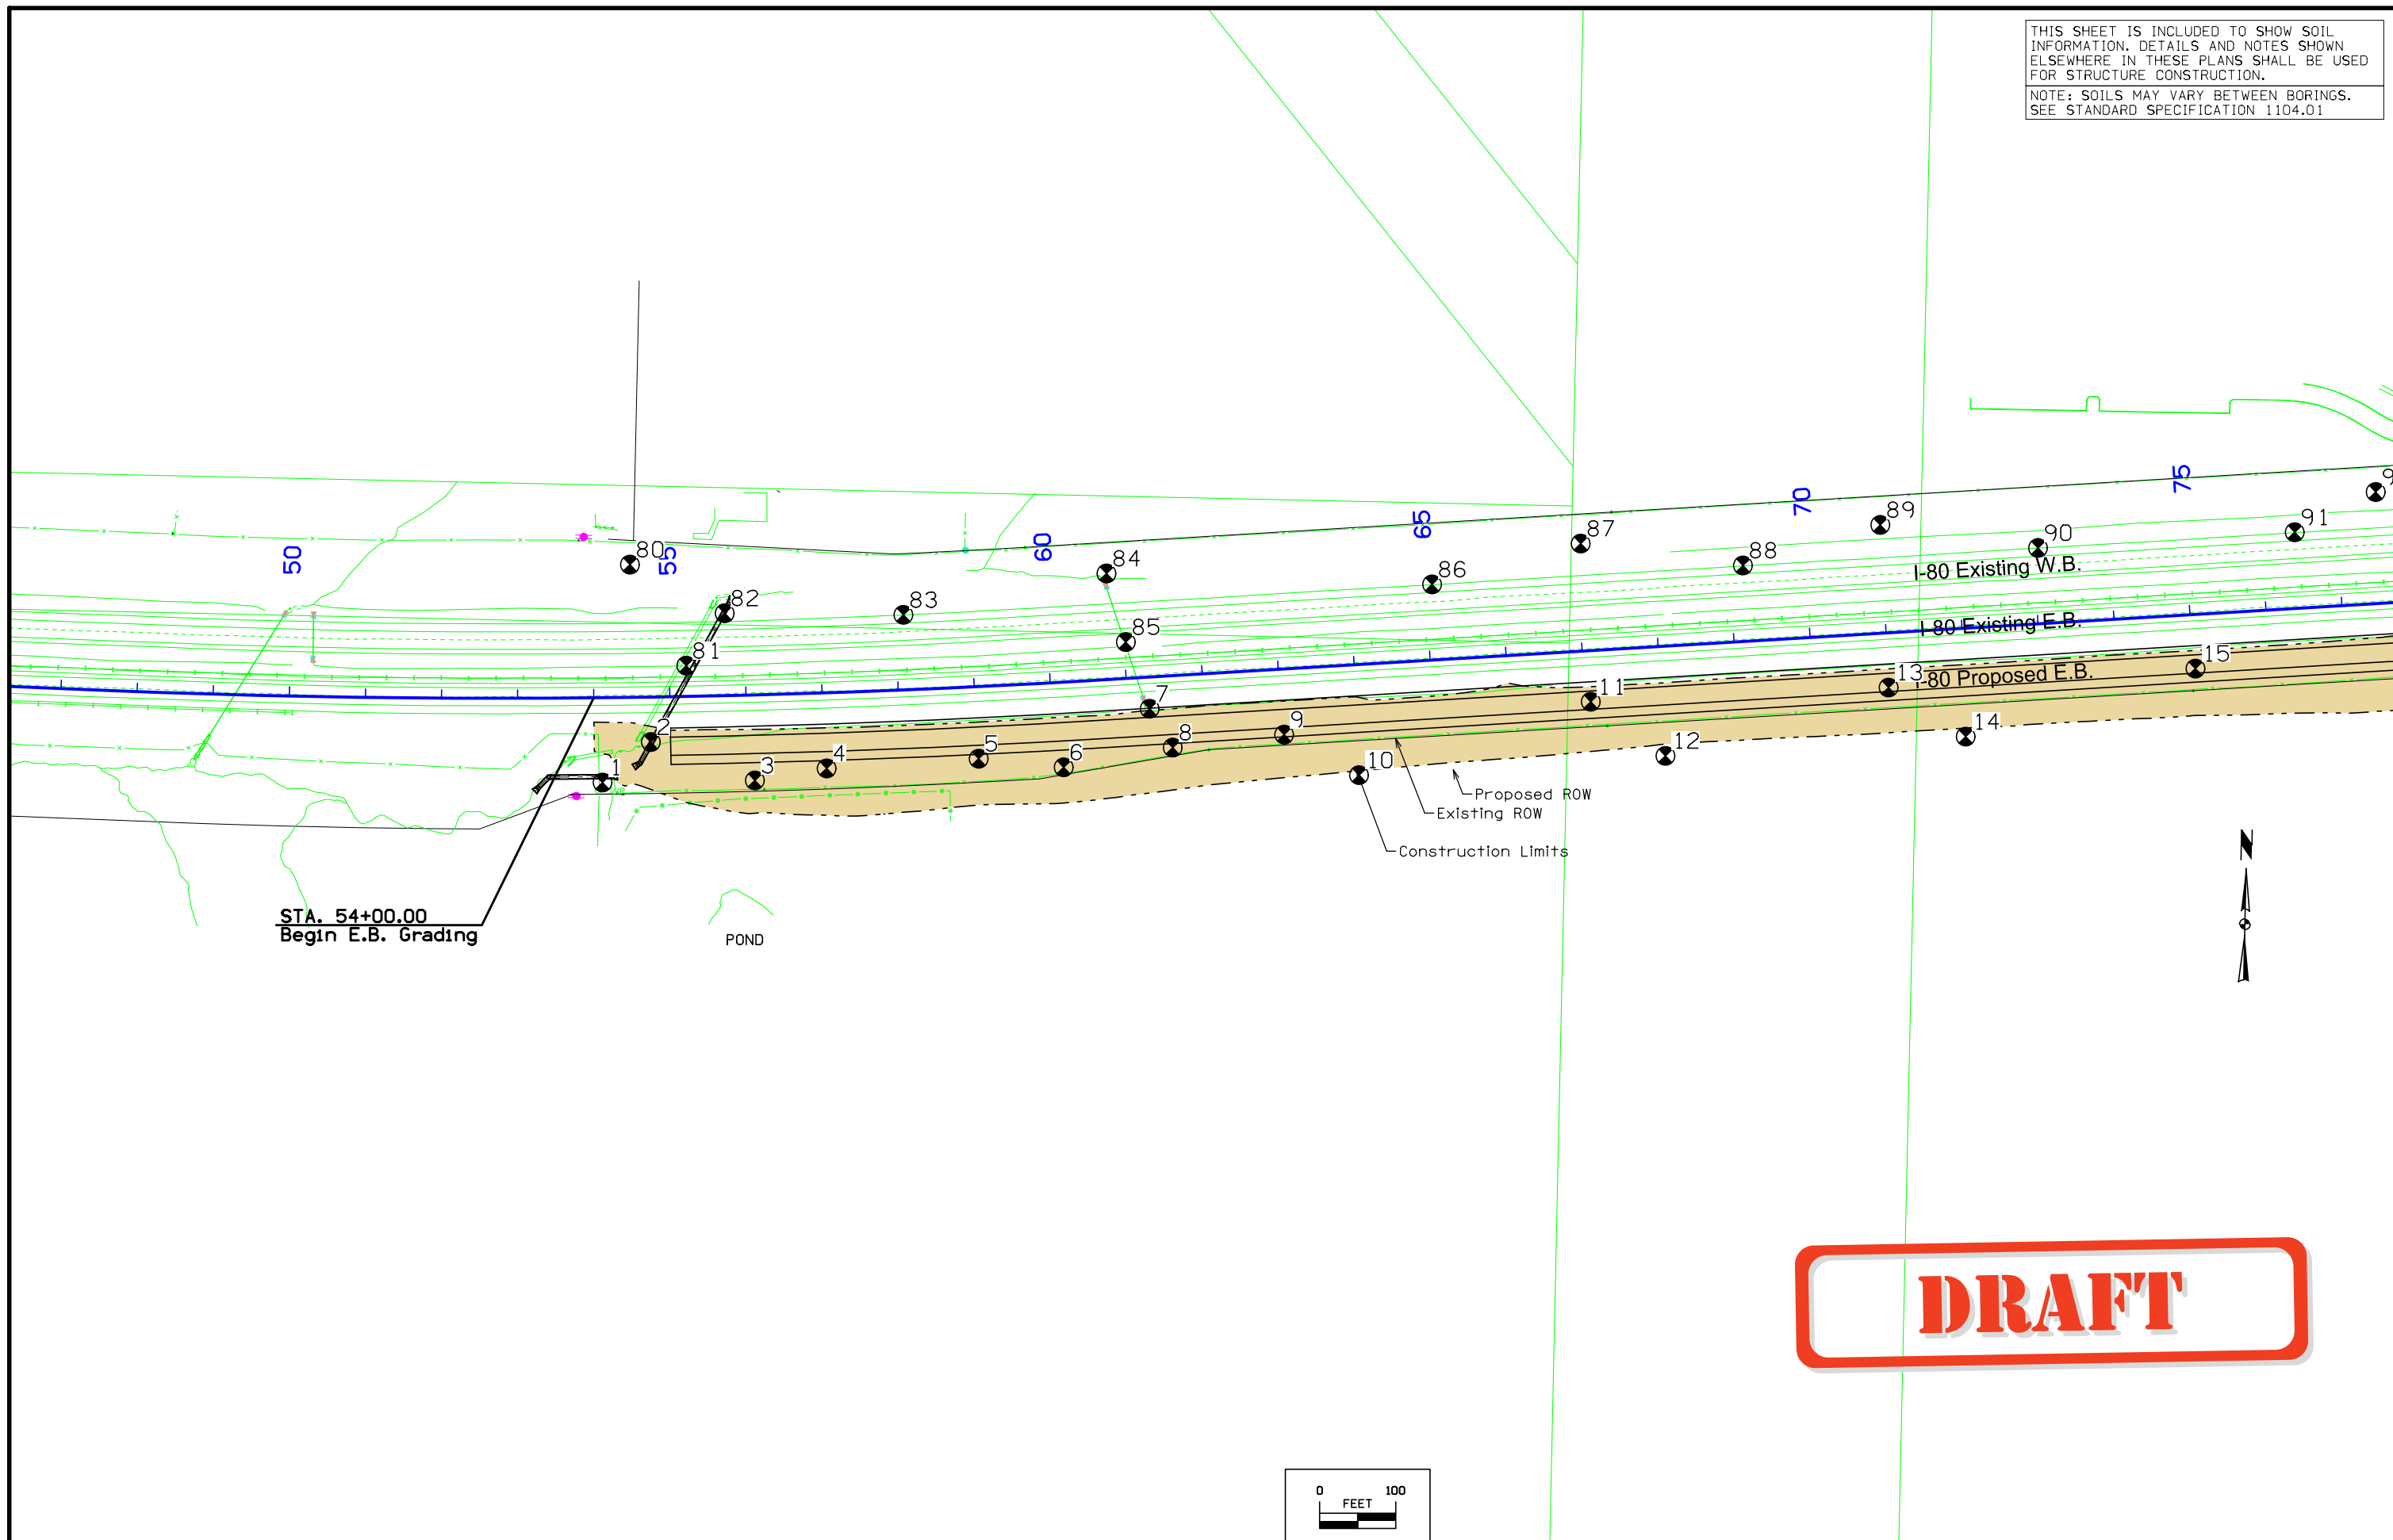 THIS SHEET IS INCLUDED TO SHOW SOIL
INFORMATION. DETAILS AND NOTES SHOWN
ELSEWHERE IN THESE PLANS SHALL BE USED
FOR STRUCTURE CONSTRUCTION.
NOTE: SOILS MAY VARY BETWEEN BORINGS.
SEE STANDARD SPECIFICATION 1104.01
50
55
60
65
70
75
80
81
82
83
84
85
86
87
88
89
90
91
9
I-80 Existing W.B.
I-80 Existing E.B.
I-80 Proposed E.B.
1
2
3
4
5
6
7
8
9
10
11
12
13
14
15
Proposed ROW
Existing ROW
Construction Limits
STA. 54+00.00
Begin E.B. Grading
POND
N
DRAFT
0 100
FEET